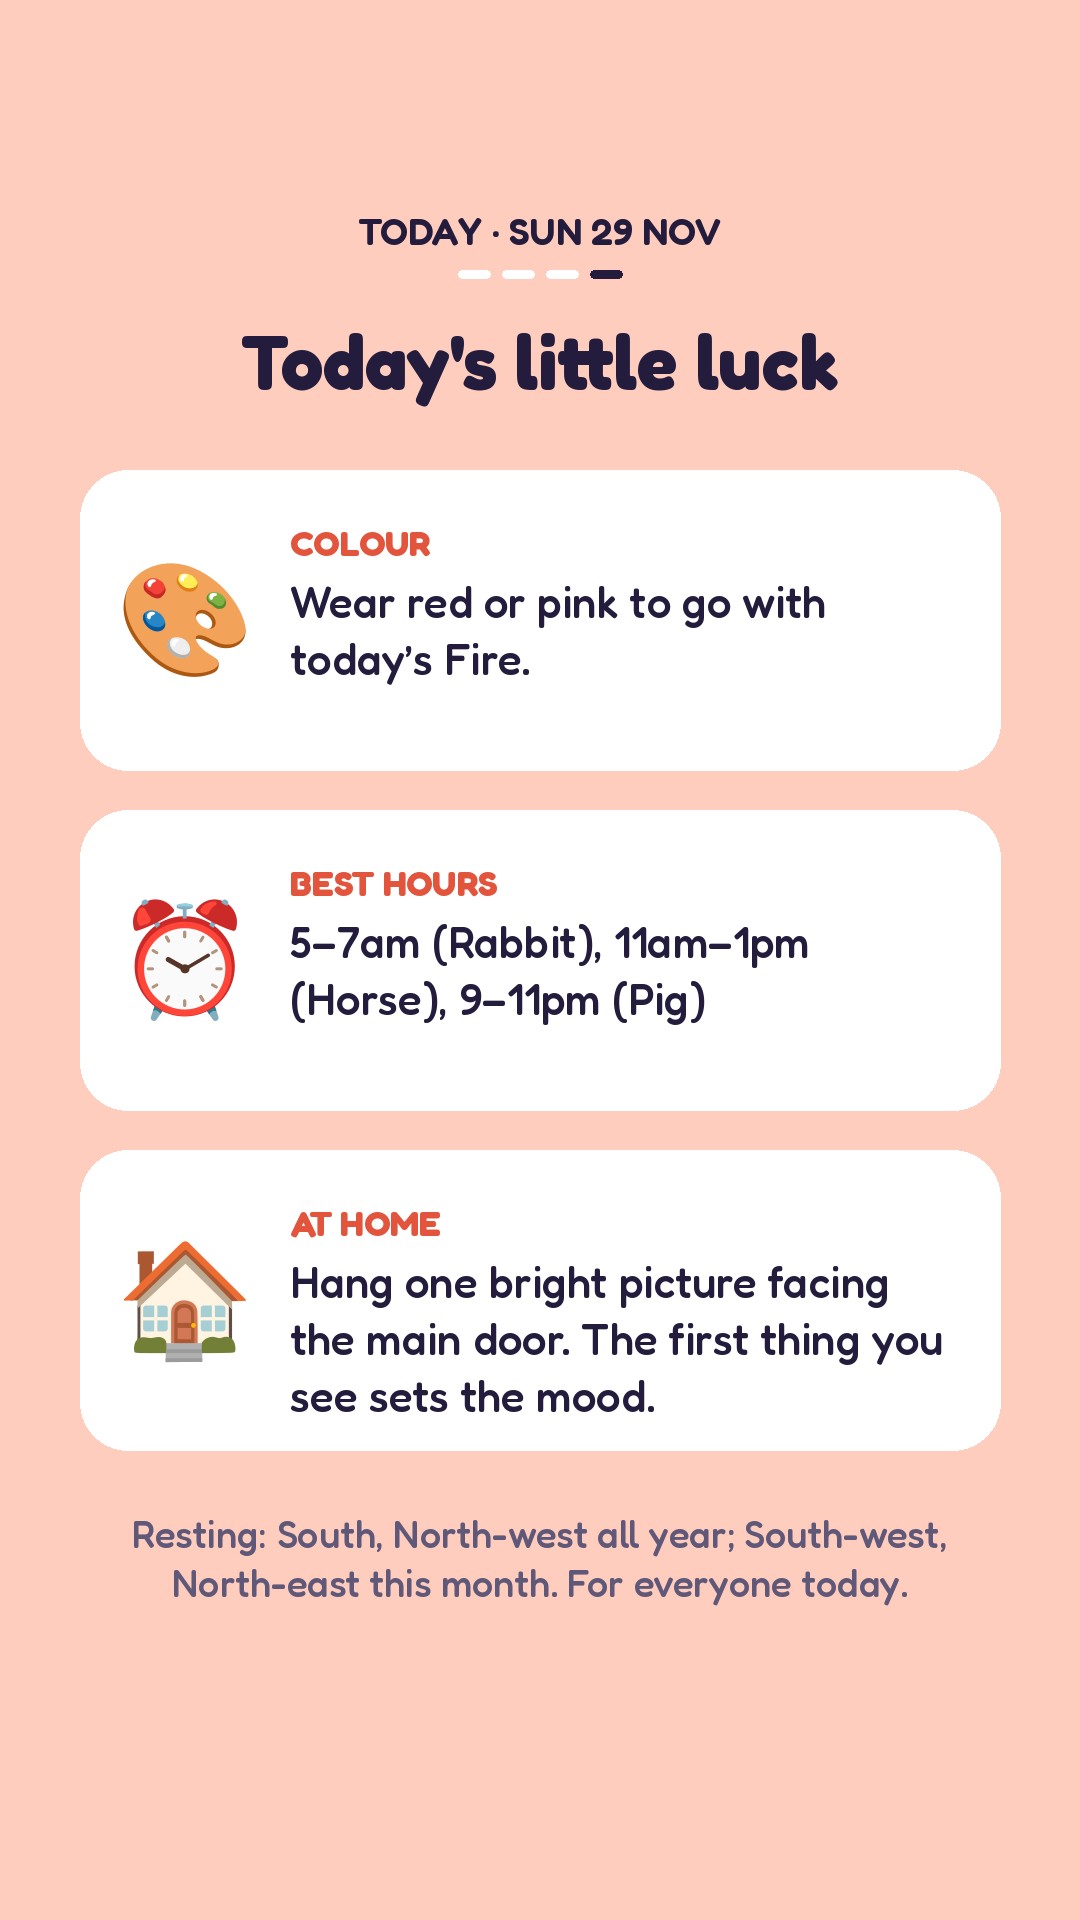 TODAY · SUN 29 NOV
Today's little luck
COLOUR
Wear red or pink to go with
today’s Fire.
BEST HOURS
5–7am (Rabbit), 11am–1pm
(Horse), 9–11pm (Pig)
AT HOME
Hang one bright picture facing
the main door. The first thing you
see sets the mood.
Resting: South, North-west all year; South-west,
North-east this month. For everyone today.